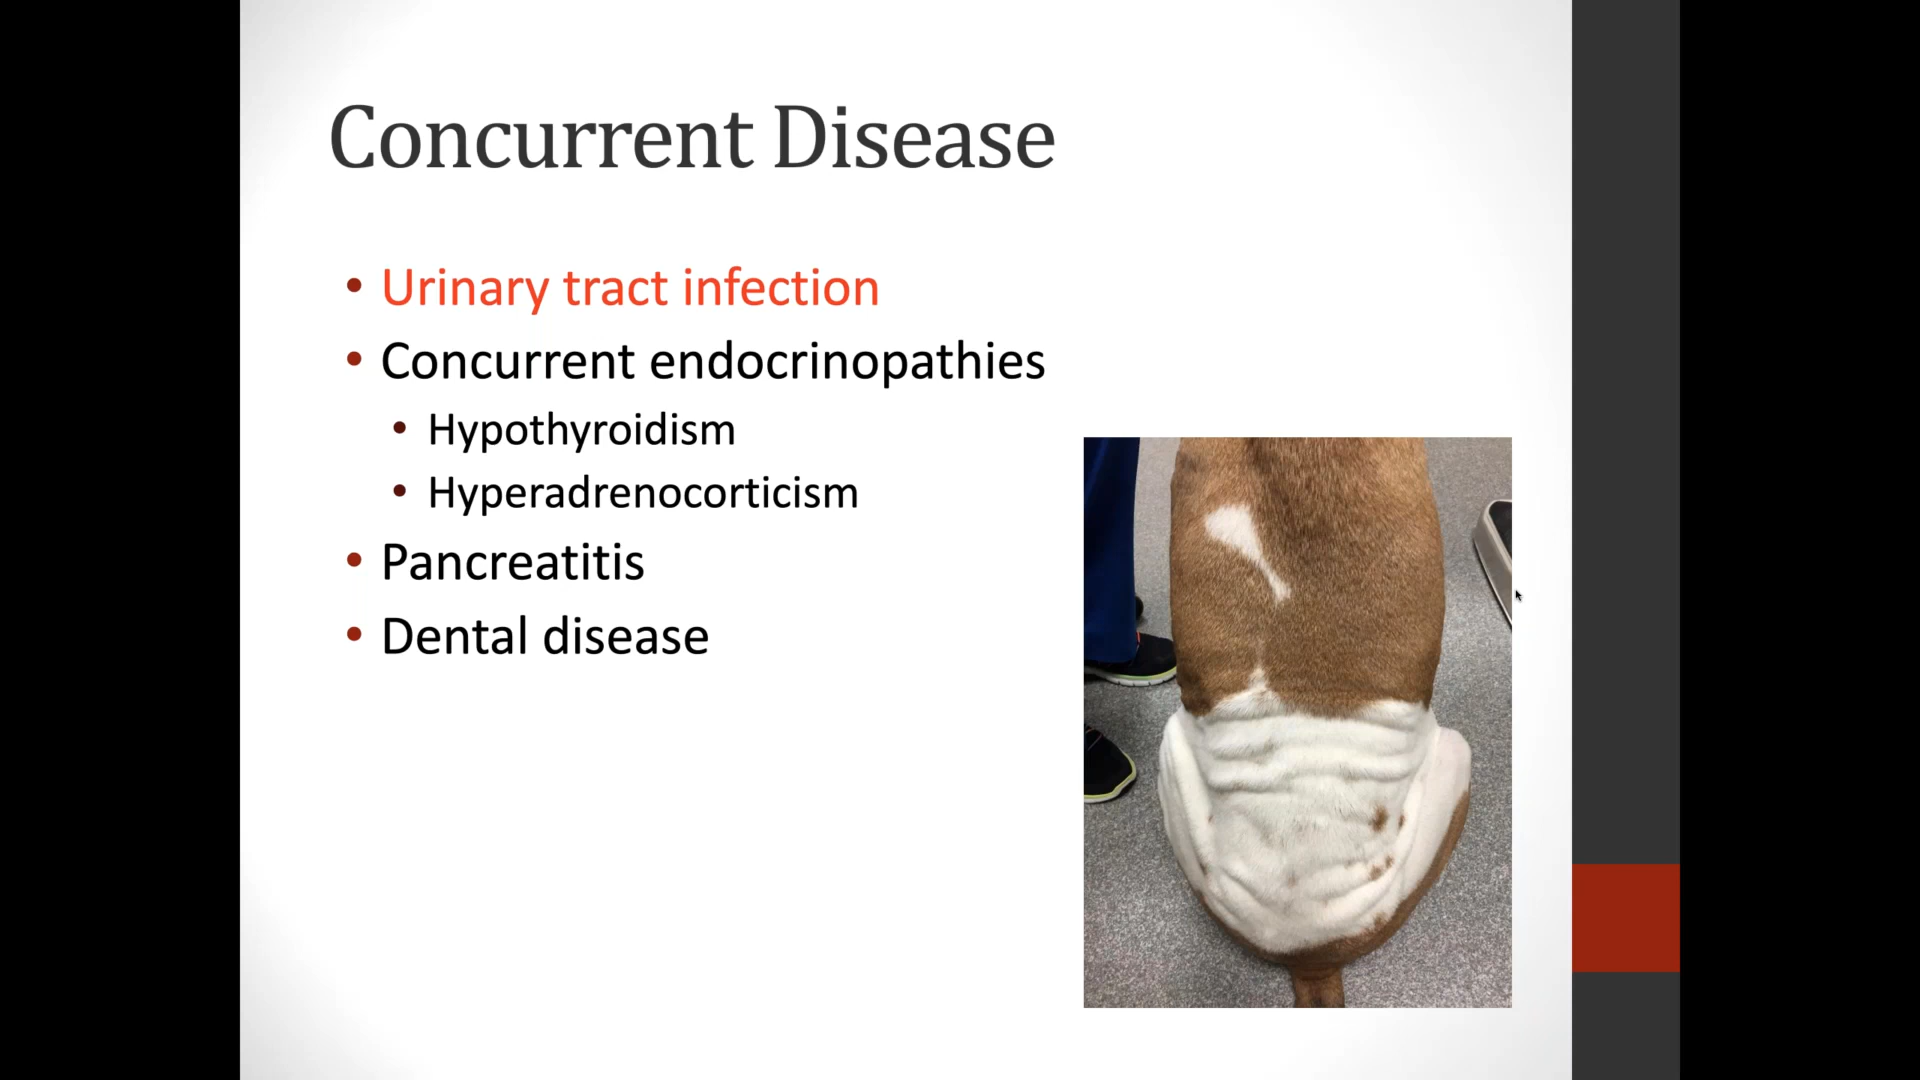 Concurrent Disease
• Urinary tract infection
• Concurrent endocrinopathies
• Hypothyroidism
• Hyperadrenocorticism
• Pancreatitis
• Dental disease